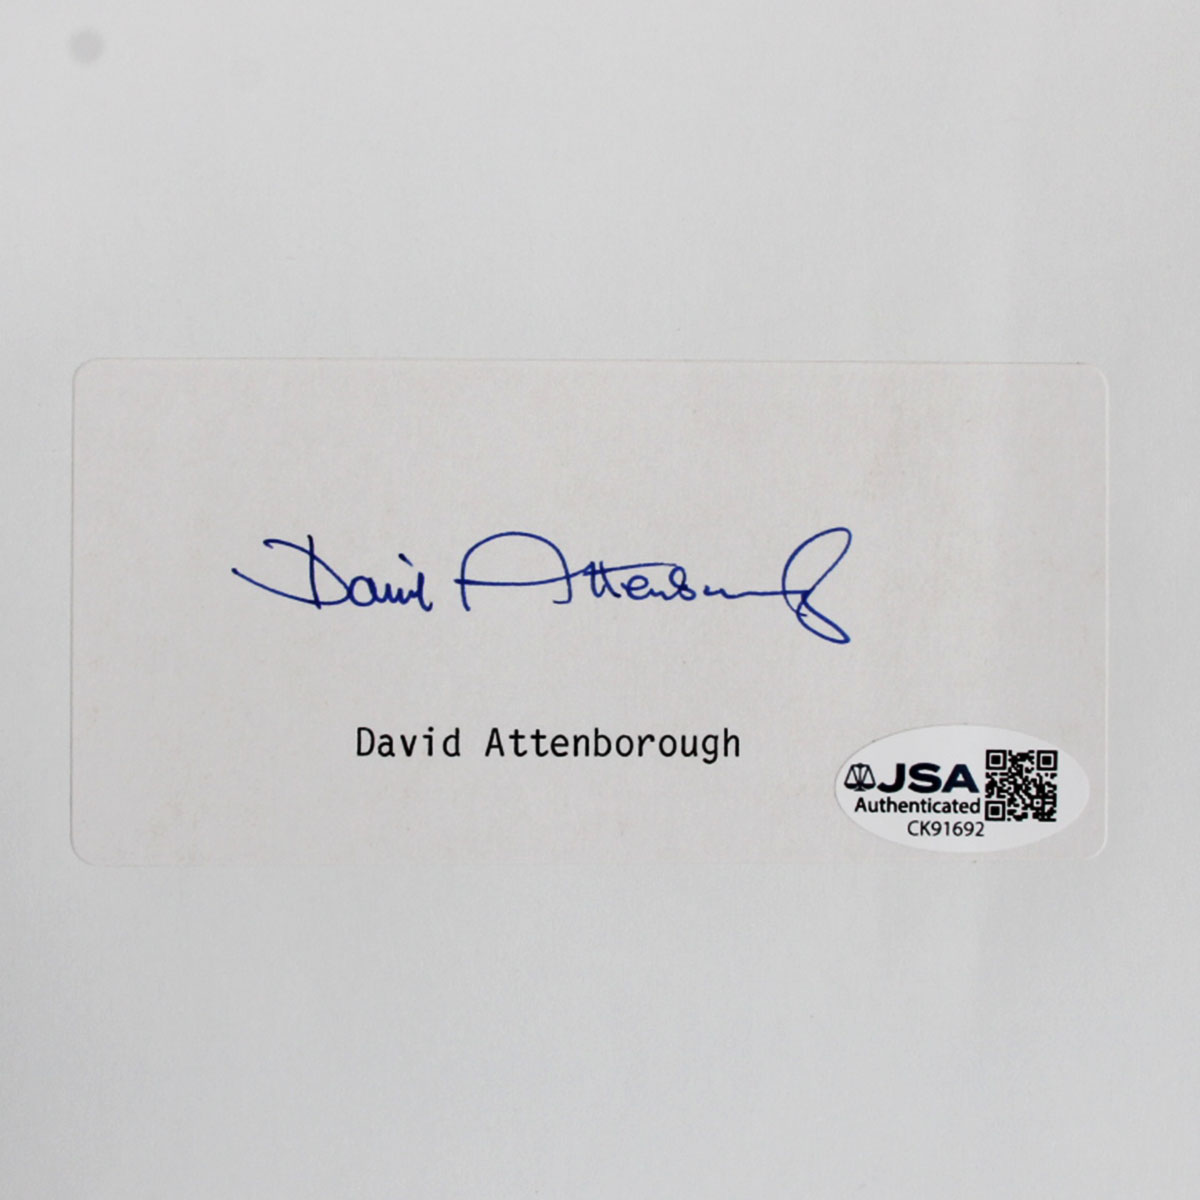 David Attenborough
David Attenborough
JSA
Authenticated
CK91692